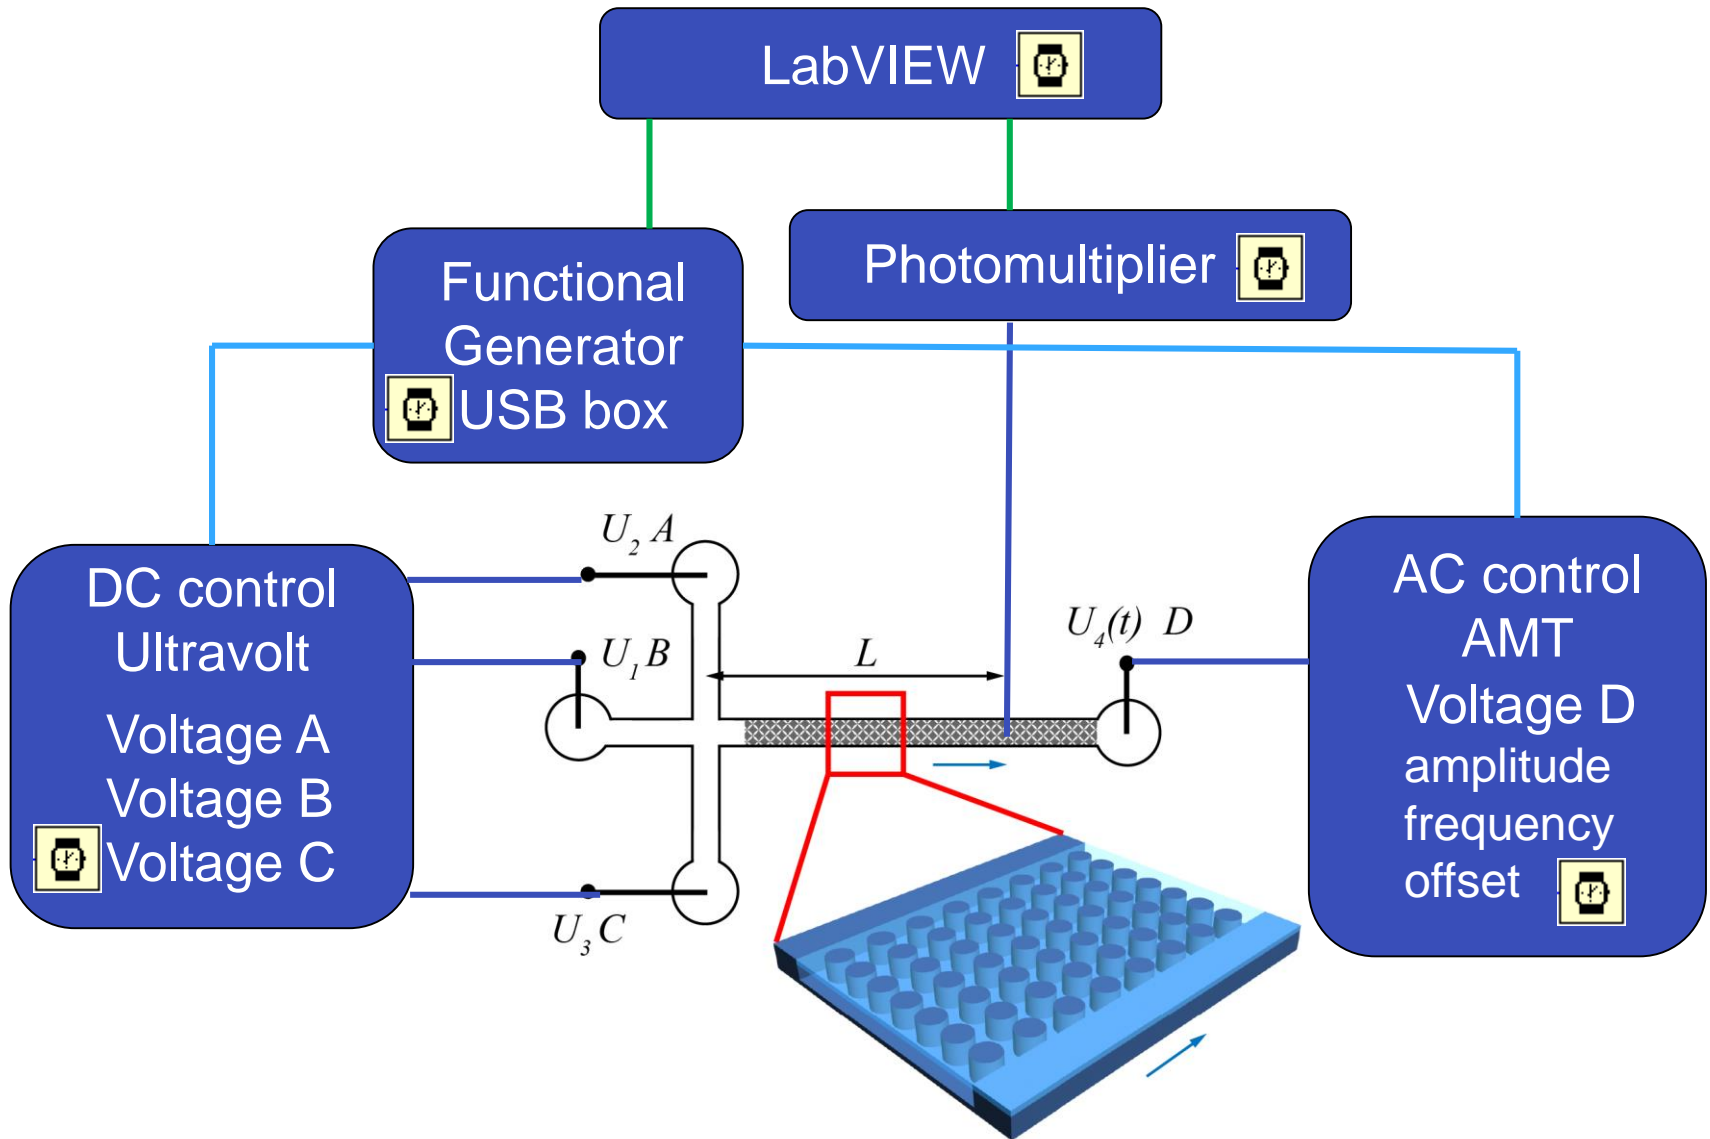 LabVIEW
Photomultiplier
Functional
Generator
USB box
DC control
Ultravolt
Voltage A
Voltage B
Voltage C
U2 A
U1 B
U3 C
L
U4(t) D
AC control
AMT
Voltage D
amplitude
frequency
offset